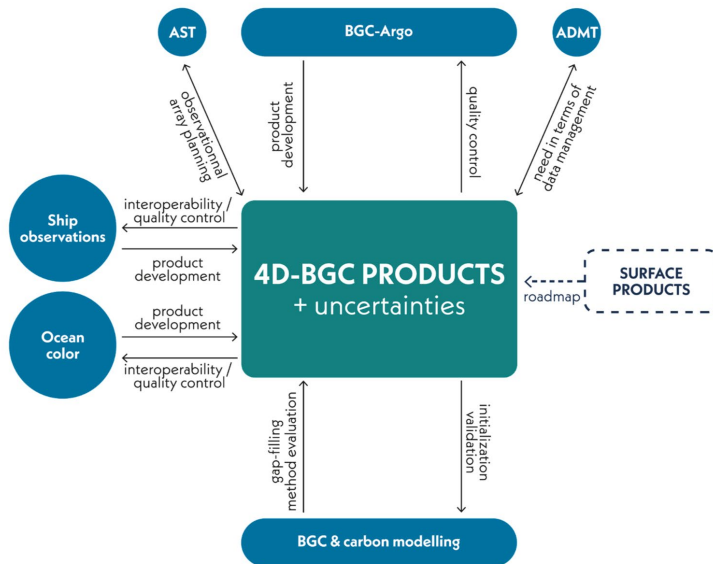 AST
BGC-Argo
ADMT
observationnal
array planning
product
development
quality control
need in terms of
data management
Ship
observations
interoperability /
quality control
product
development
4D-BGC PRODUCTS
+ uncertainties
SURFACE
PRODUCTS
roadmap
Ocean
color
product
development
interoperability /
quality control
gap-filling
method evaluation
initialization
validation
BGC & carbon modelling